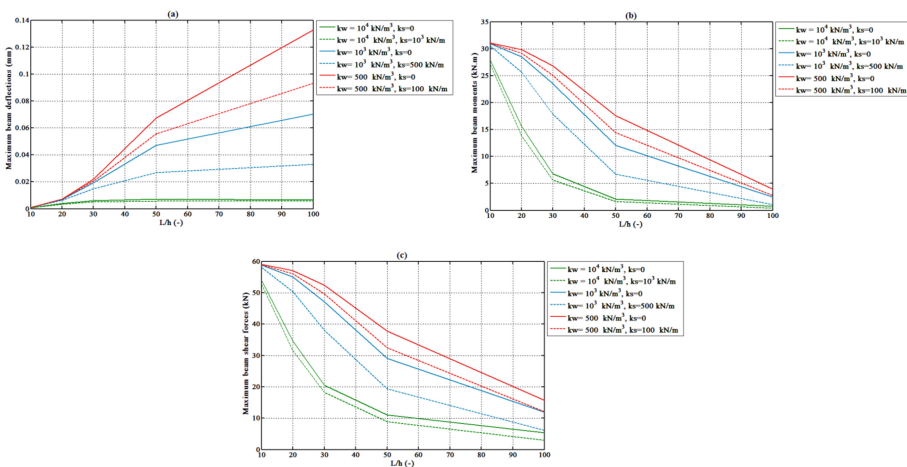 (a)
Maximum beam deflections (mm)
0.14
0.12
0.1
0.08
0.06
0.04
0.02
0
10 20 30 40 50 60 70 80 90 100
L/h (-)
kw = 10⁴ kN/m³, ks=0
kw = 10⁴ kN/m³, ks=10³ kN/m
kw= 10³ kN/m³, ks=0
kw= 10³ kN/m³, ks=500 kN/m
kw= 500 kN/m³, ks=0
kw= 500 kN/m³, ks=100 kN/m
(b)
Maximum beam moments (kN.m)
35
30
25
20
15
10
5
0
10 20 30 40 50 60 70 80 90 100
L/h (-)
kw = 10⁴ kN/m³, ks=0
kw = 10⁴ kN/m³, ks=10³ kN/m
kw= 10³ kN/m³, ks=0
kw= 10³ kN/m³, ks=500 kN/m
kw= 500 kN/m³, ks=0
kw= 500 kN/m³, ks=100 kN/m
(c)
Maximum beam shear forces (kN)
60
50
40
30
20
10
0
10 20 30 40 50 60 70 80 90 100
L/h (-)
kw = 10⁴ kN/m³, ks=0
kw = 10⁴ kN/m³, ks=10³ kN/m
kw= 10³ kN/m³, ks=0
kw= 10³ kN/m³, ks=500 kN/m
kw= 500 kN/m³, ks=0
kw= 500 kN/m³, ks=100 kN/m